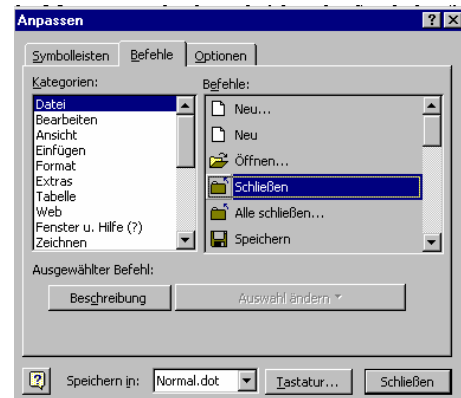 Anpassen
Symbolleisten Befehle Optionen
Kategorien: Befehle:
Datei
Bearbeiten
Ansicht
Einfügen
Format
Extras
Tabelle
Web
Fenster u. Hilfe (?)
Zeichnen
Neu...
Neu
Öffnen...
Schließen
Alle schließen...
Speichern
Ausgewählter Befehl:
Beschreibung Auswahl ändern
Speichern in: Normal.dot Tastatur... Schließen